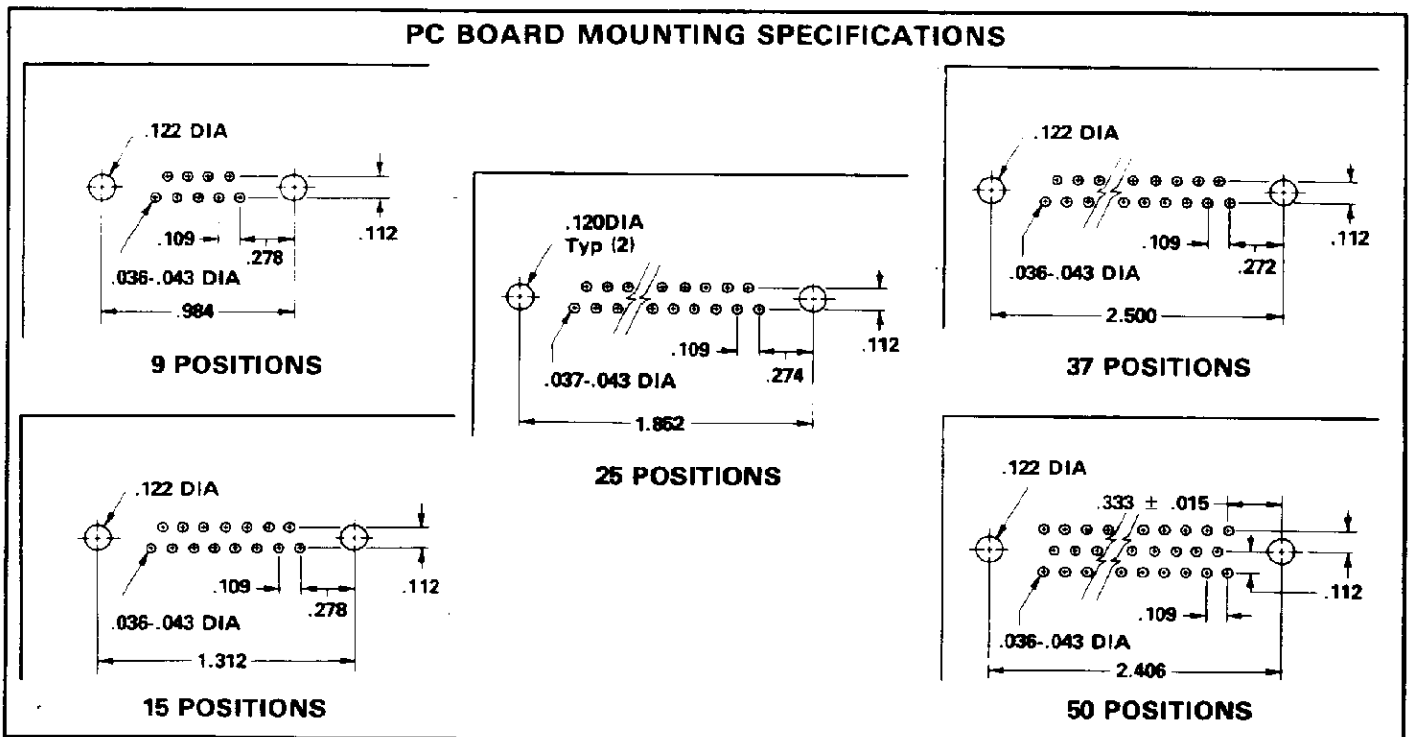 PC BOARD MOUNTING SPECIFICATIONS
.122 DIA
.109
.278
.112
.036-.043 DIA
.984
9 POSITIONS
.122 DIA
.109
.278
.112
.036-.043 DIA
1.312
15 POSITIONS
.120DIA
Typ (2)
.109
.274
.112
.037-.043 DIA
1.852
25 POSITIONS
.122 DIA
.109
.272
.112
.036-.043 DIA
2.500
37 POSITIONS
.122 DIA
.333 ± .015
.112
.109
.036-.043 DIA
2.406
50 POSITIONS